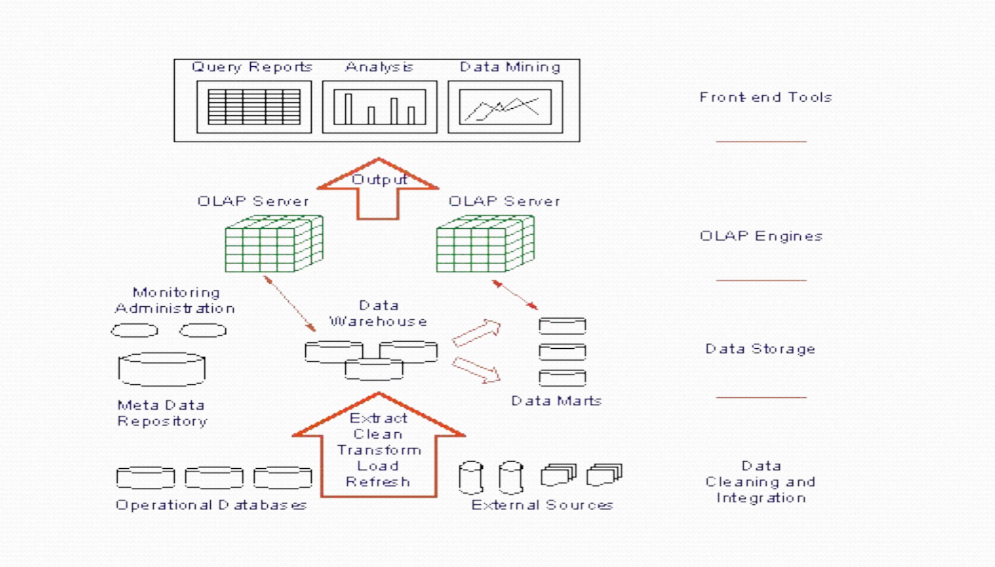 Query Reports
Analysis
Data Mining
Front-end Tools
Output
OLAP Server
OLAP Server
OLAP Engines
Monitoring
Administration
Data
Warehouse
Data Storage
Meta Data
Repository
Data Marts
Extract
Clean
Transform
Load
Refresh
Data
Cleaning and
Integration
Operational Databases
External Sources